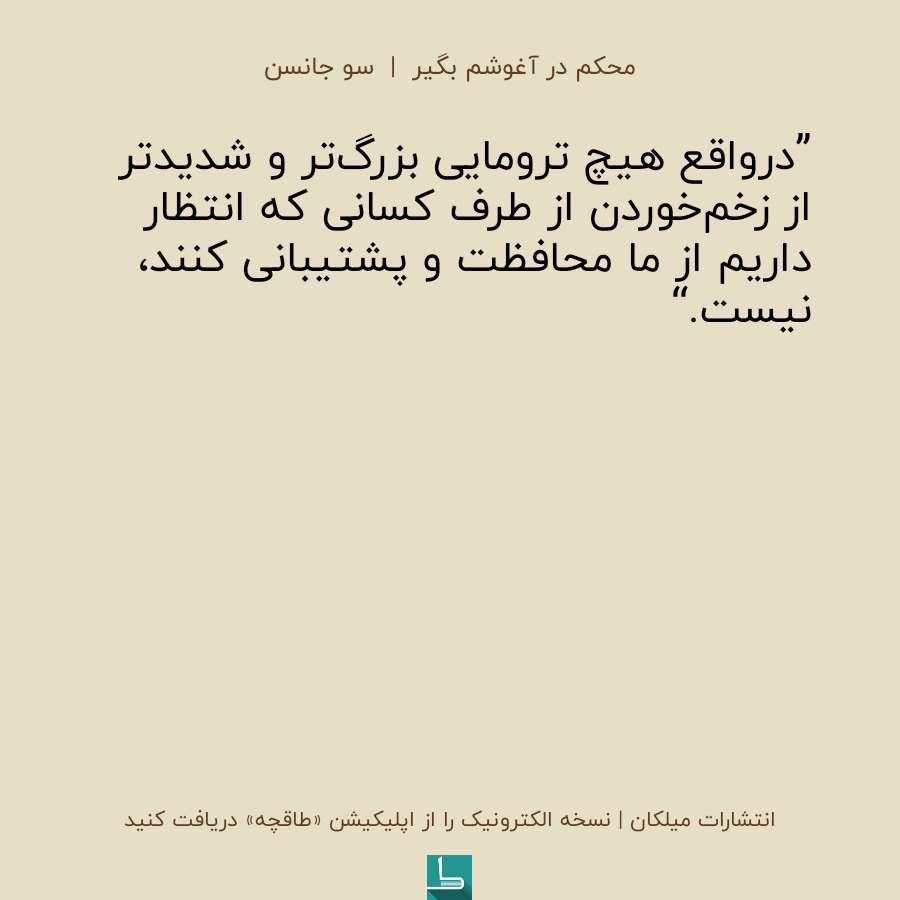 محکم در آغوشم بگیر | سو جانسن
”درواقع هیچ ترومایی بزرگ‌تر و شدیدتر
از زخم‌خوردن از طرف کسانی که انتظار
داریم از ما محافظت و پشتیبانی کنند،
نیست.“
انتشارات میلکان | نسخه الکترونیک را از اپلیکیشن «طاقچه» دریافت کنید